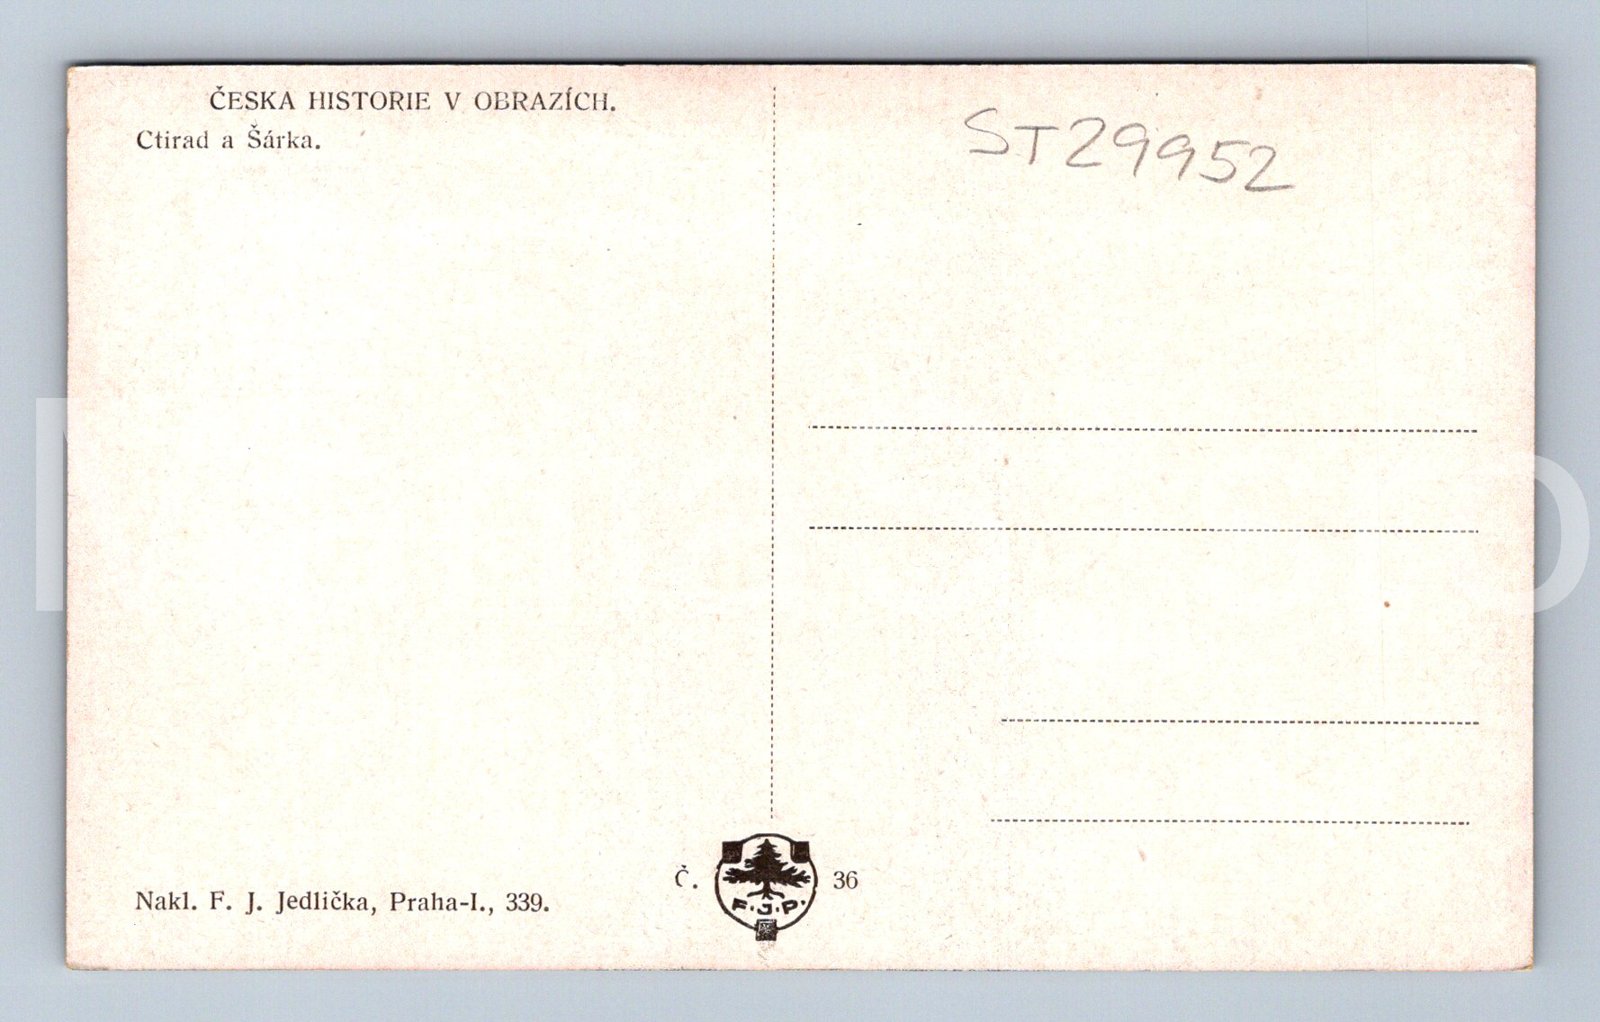 ČESKA HISTORIE V OBRAZÍCH.
Ctirad a Šárka.
ST29952
Nakl. F. J. Jedlička, Praha-I., 339.
Č. 36
F.J.P.